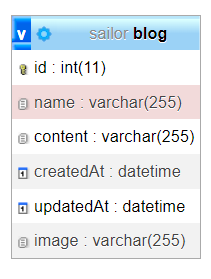 v sailor blog
id : int(11)
name : varchar(255)
content : varchar(255)
createdAt : datetime
updatedAt : datetime
image : varchar(255)